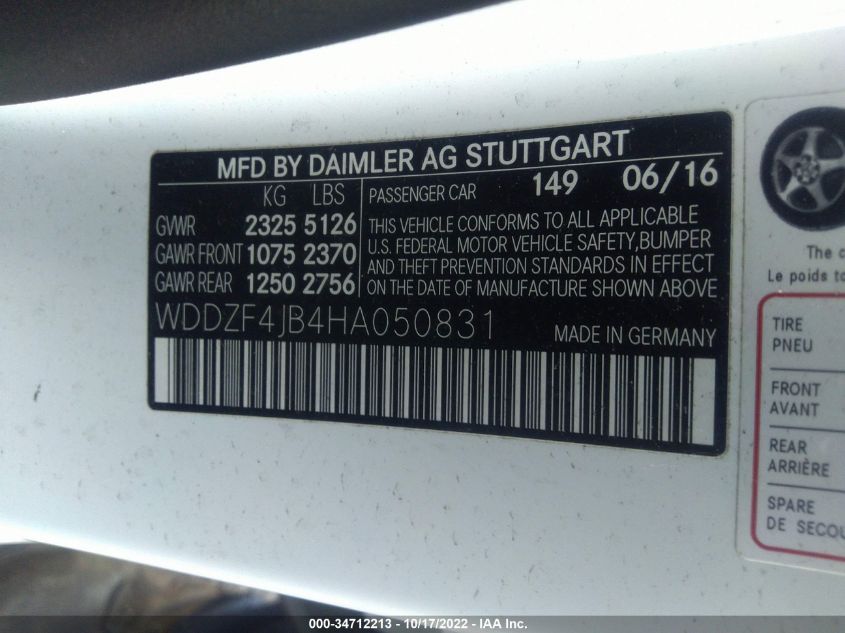 MFD BY DAIMLER AG STUTTGART
KG LBS
GVWR 2325 5126
GAWR FRONT 1075 2370
GAWR REAR 1250 2756
PASSENGER CAR 149 06/16
THIS VEHICLE CONFORMS TO ALL APPLICABLE
U.S. FEDERAL MOTOR VEHICLE SAFETY,BUMPER
AND THEFT PREVENTION STANDARDS IN EFFECT
ON THE DATE OF MANUFACTURE SHOWN ABOVE
WDDZF4JB4HA050831 MADE IN GERMANY
The
Le poids
TIRE
PNEU
FRONT
AVANT
REAR
ARRIÈRE
SPARE
DE
000-34712213 - 10/17/2022 - IAA Inc.